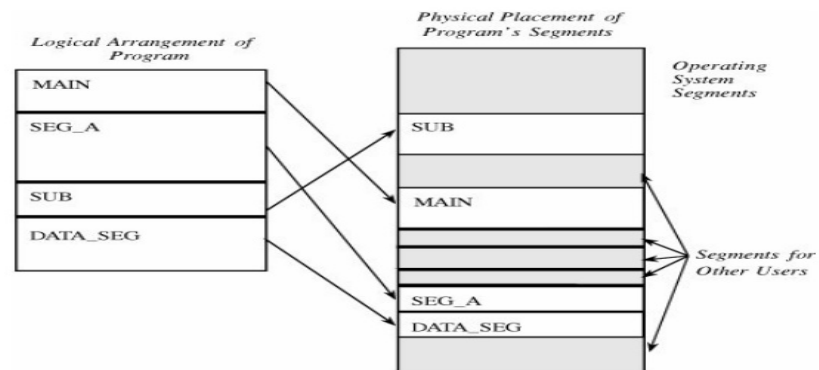 Logical Arrangement of
Program
MAIN
SEG_A
SUB
DATA_SEG
Physical Placement of
Program's Segments
SUB
MAIN
SEG_A
DATA_SEG
Operating
System
Segments
Segments for
Other Users